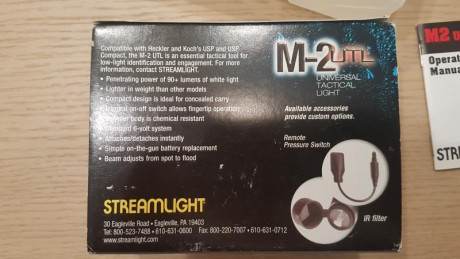 Compatible with Heckler and Koch's USP and USP
Compact, the M-2 UTL is an essential tactical tool for
low-light identification and engagement. For more
information, contact STREAMLIGHT.
• Penetrating power of 90+ lumens of white light
• Lighter in weight than other models
• Compact design is ideal for concealed carry
on-off switch allows fingertip operation
body is chemical resistant
6-volt system
Attaches/detaches instantly
• Simple on-the-gun battery replacement
• Beam adjusts from spot to flood
M-2 UTL
UNIVERSAL
TACTICAL
LIGHT
Available accessories
provide custom options.
Remote
Pressure Switch
IR filter
STREAMLIGHT
30 Eagleville Road • Eagleville, PA 19403
Tel: 800-523-7488 • 610-631-0600 Fax: 800-220-7007 • 610-631-0712
www.streamlight.com
M2 U
Operat
Manua
STRE